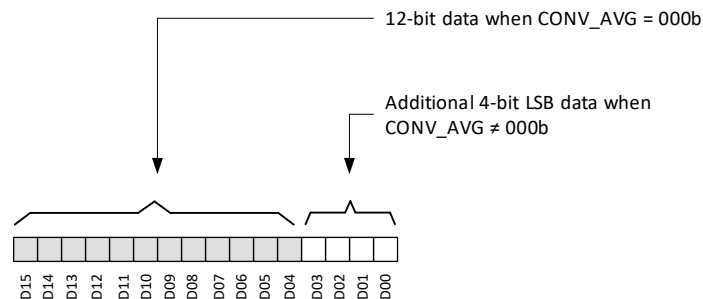 12-bit data when CONV_AVG = 000b
Additional 4-bit LSB data when
CONV_AVG ≠ 000b
D15
D14
D13
D12
D11
D10
D09
D08
D07
D06
D05
D04
D03
D02
D01
D00